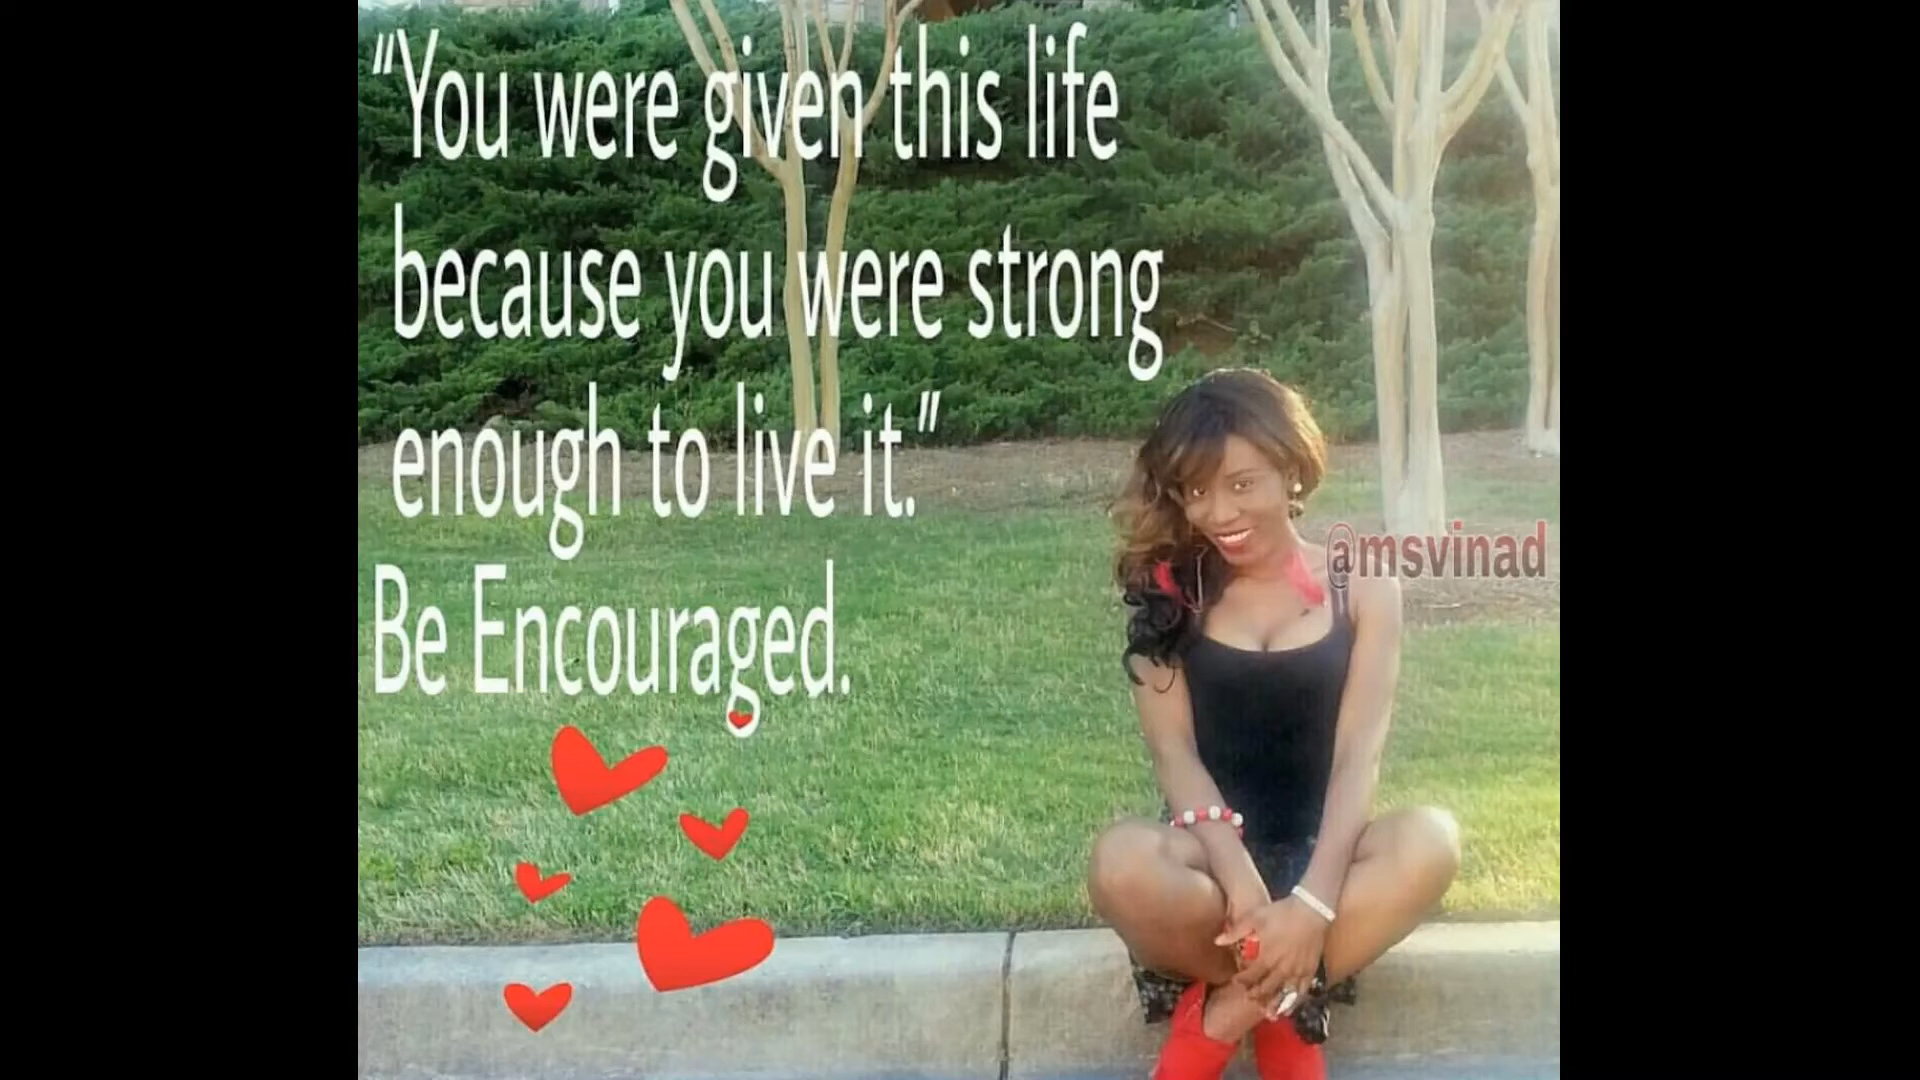 “You were given this life
because you were strong
enough to live it.”
Be Encouraged.
@msvinad